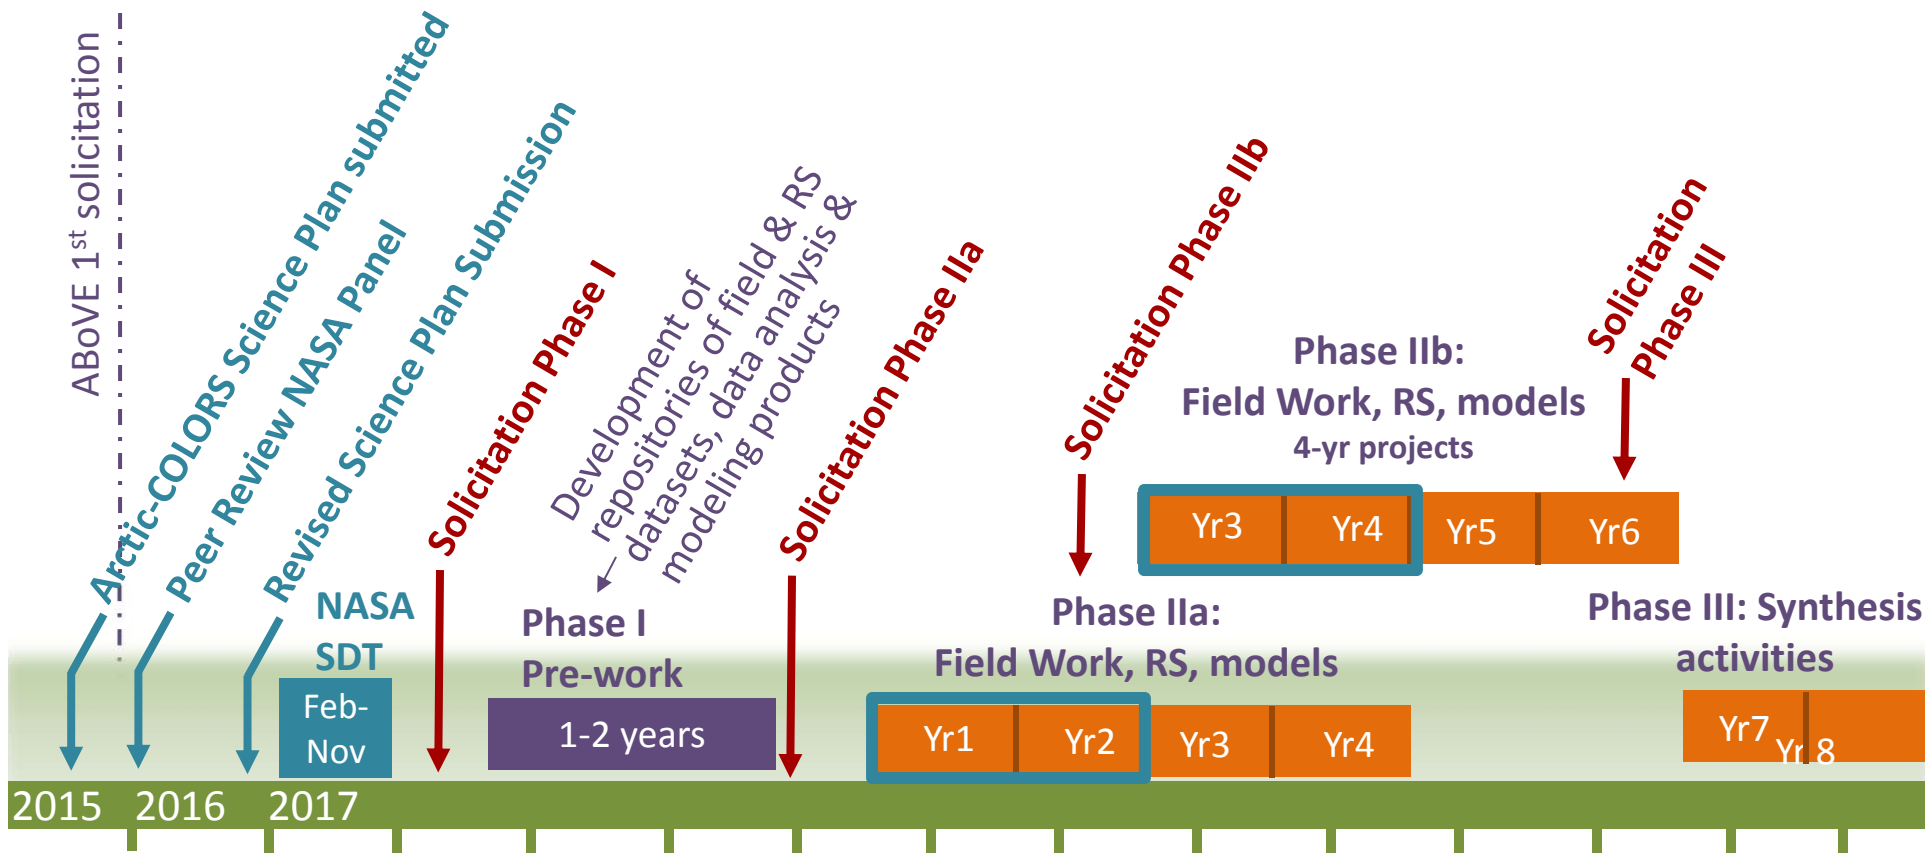 ABoVE 1st solicitation
Arctic-COLORS Science Plan submitted
Peer Review NASA Panel
Revised Science Plan Submission
NASA
SDT
Feb-
Nov
Solicitation Phase I
Development of
repositories of field & RS
datasets, data analysis &
modeling products
Phase I
Pre-work
1-2 years
Solicitation Phase IIa
Phase IIa:
Field Work, RS, models
Yr1 Yr2 Yr3 Yr4
Solicitation Phase IIb
Phase IIb:
Field Work, RS, models
4-yr projects
Yr3 Yr4 Yr5 Yr6
Solicitation
Phase III
Phase III: Synthesis
activities
Yr7 Yr 8
2015 2016 2017